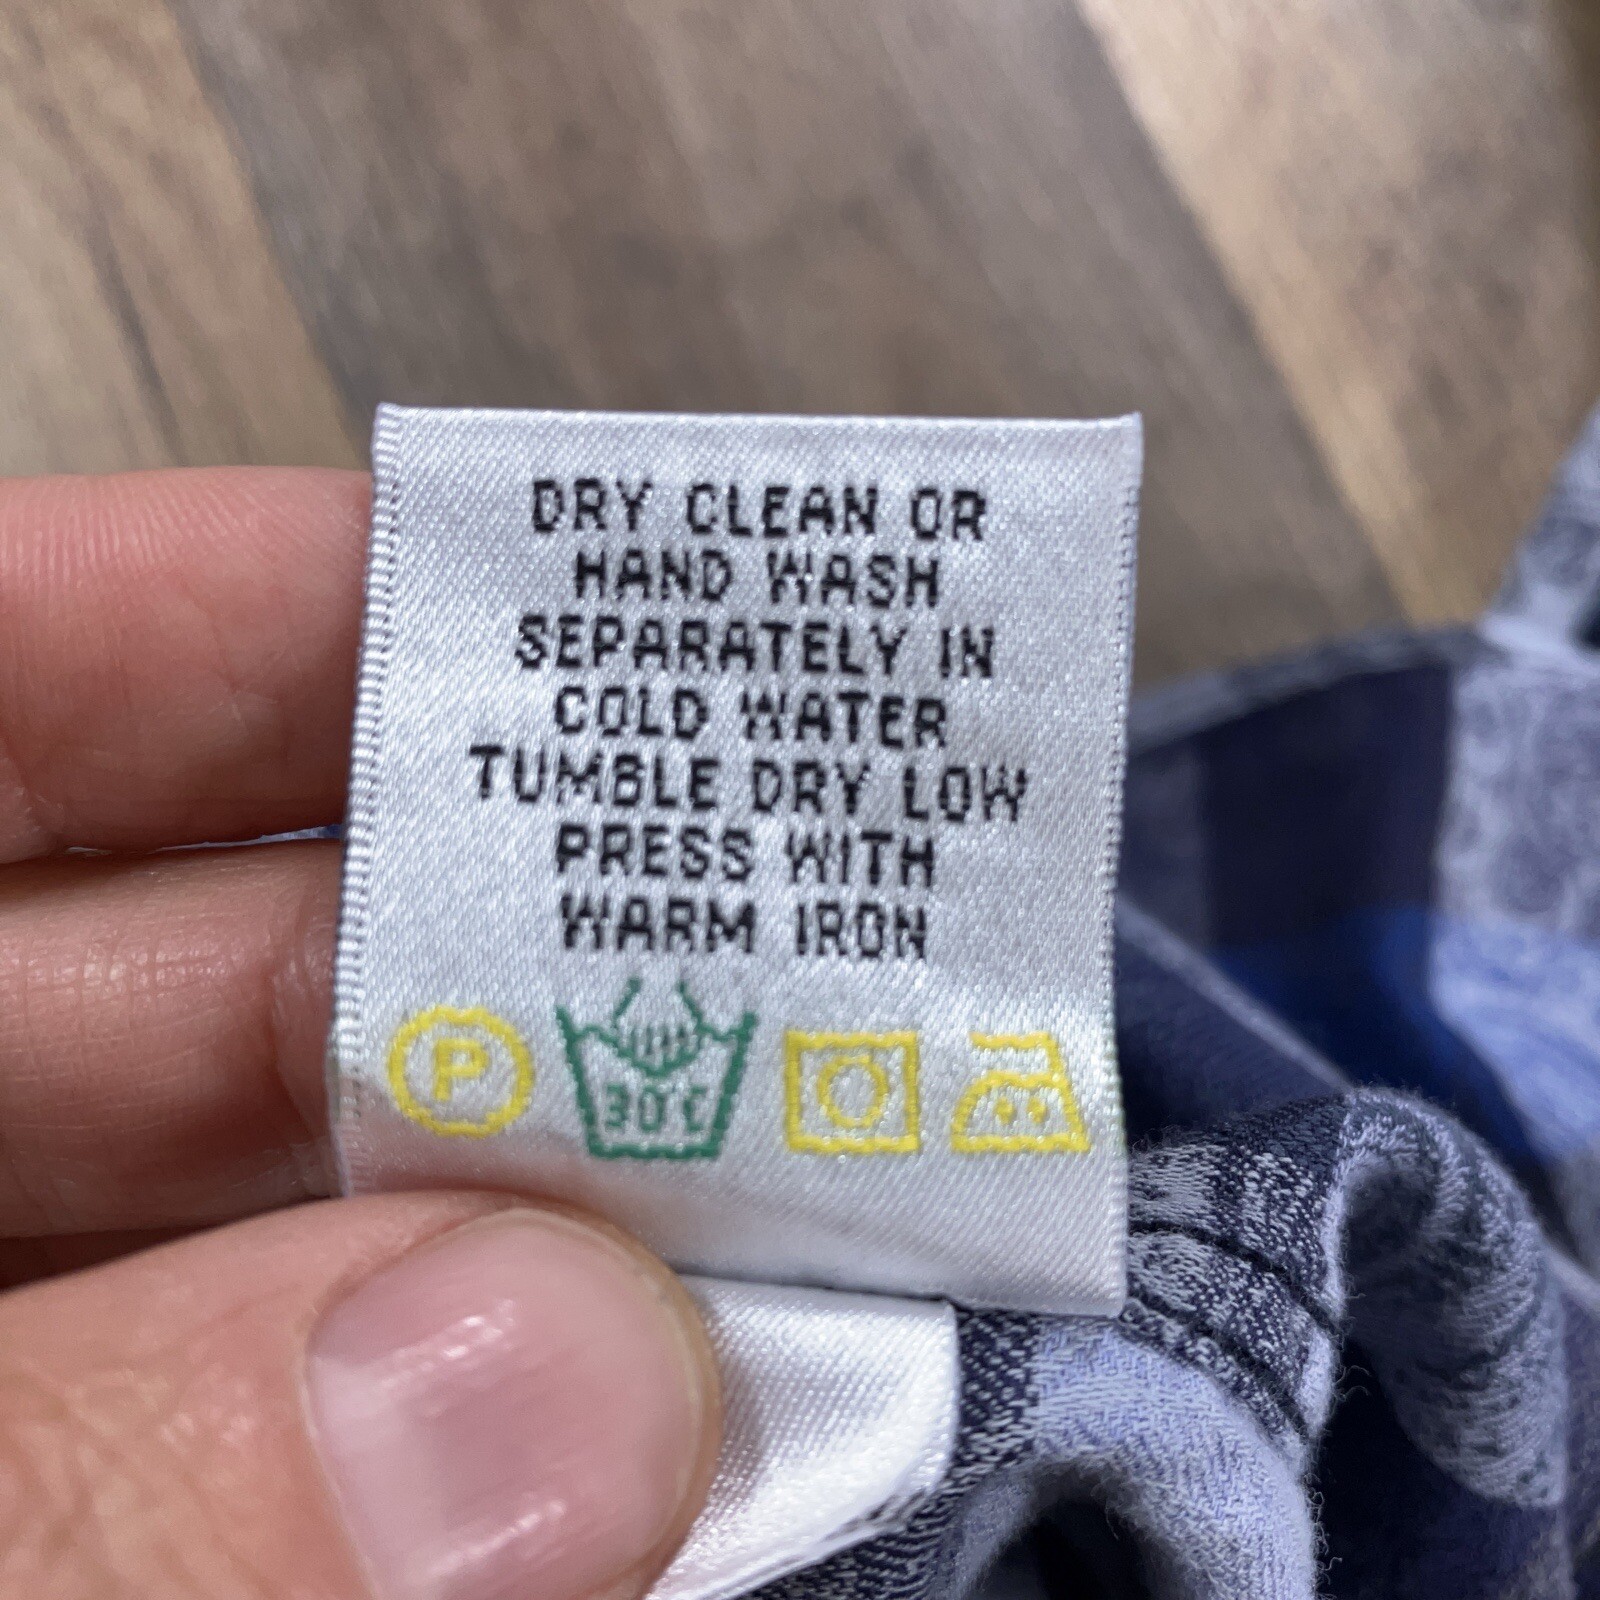 DRY CLEAN OR
HAND WASH
SEPARATELY IN
COLD WATER
TUMBLE DRY LOW
PRESS WITH
WARM IRON
P
30°C